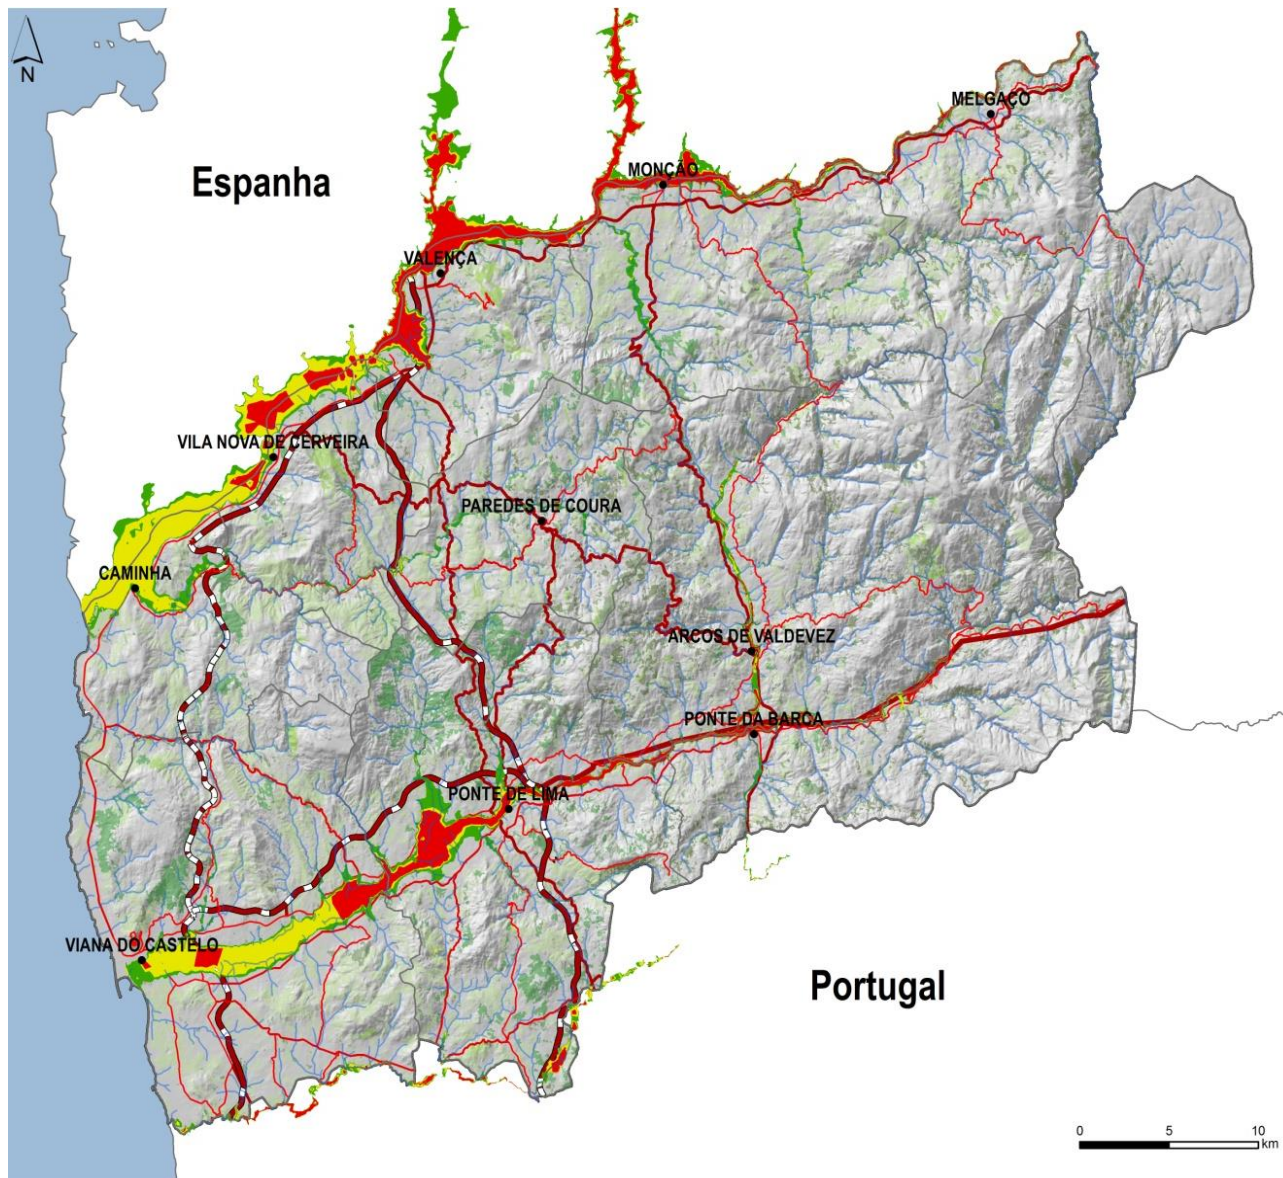 N
MELGAÇO
MONÇÃO
Espanha
VALENÇA
VILA NOVA DE CERVEIRA
PAREDES DE COURA
CAMINHA
ARCOS DE VALDEVEZ
PONTE DA BARCA
PONTE DE LIMA
VIANA DO CASTELO
Portugal
0 5 10
km